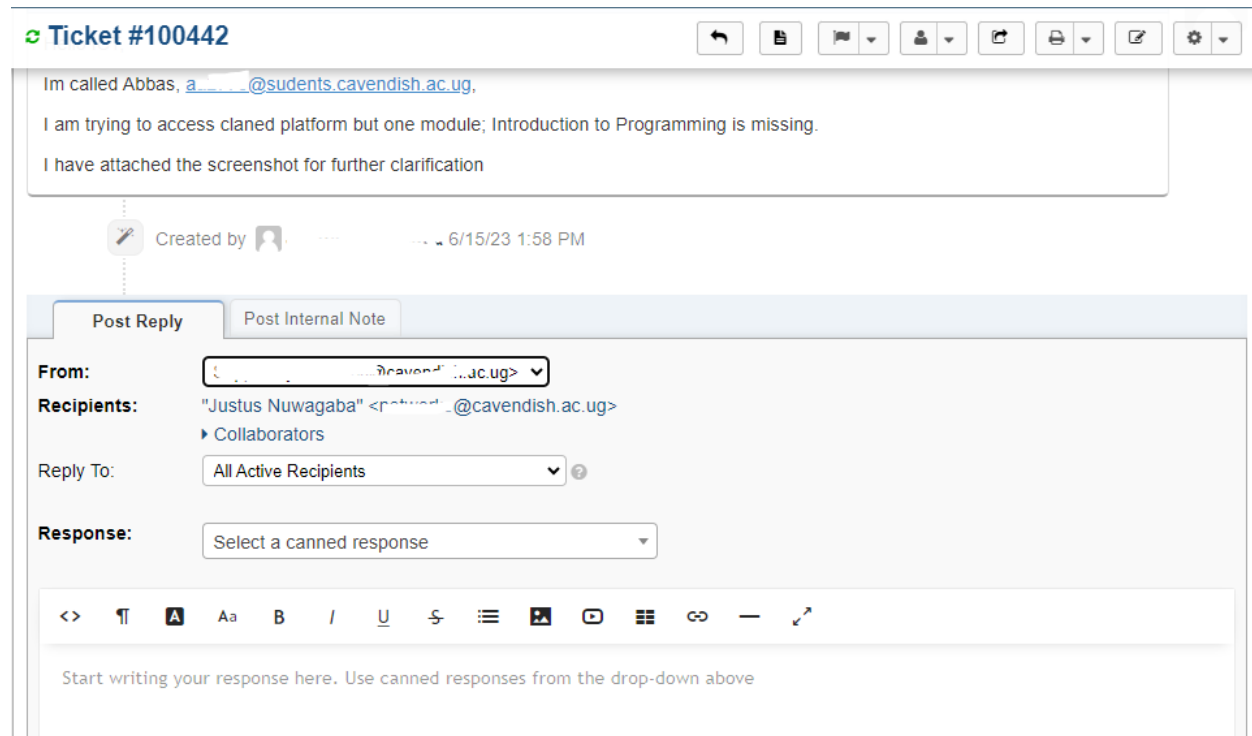 Ticket #100442
Im called Abbas, @sudents.cavendish.ac.ug,
I am trying to access claned platform but one module; Introduction to Programming is missing.
I have attached the screenshot for further clarification
Created by 6/15/23 1:58 PM
Post Reply
Post Internal Note
From: ac.ug>
Recipients: "Justus Nuwagaba" < @cavendish.ac.ug>
Collaborators
Reply To: All Active Recipients
Response: Select a canned response
<> ¶ A Aa B I U S
Start writing your response here. Use canned responses from the drop-down above